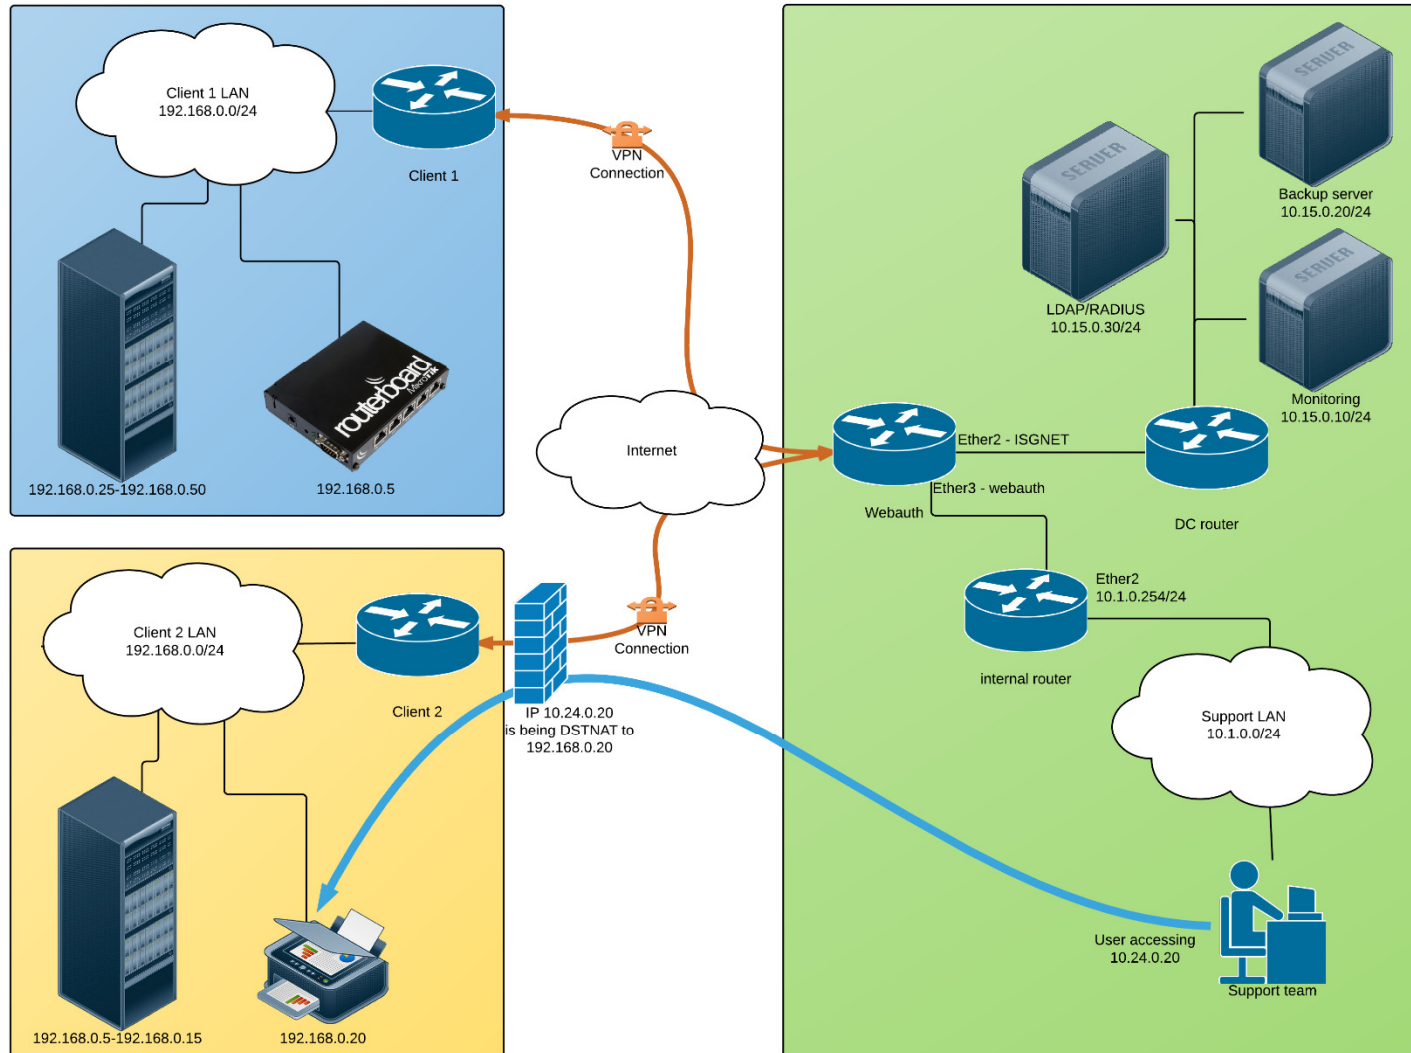 Client 1 LAN
192.168.0.0/24
Client 1
192.168.0.25-192.168.0.50
routerboard
MikroTik
192.168.0.5
VPN
Connection
Internet
SERVER
Backup server
10.15.0.20/24
SERVER
LDAP/RADIUS
10.15.0.30/24
SERVER
Monitoring
10.15.0.10/24
Ether2 - ISGNET
Ether3 - webauth
Webauth
DC router
Ether2
10.1.0.254/24
internal router
Support LAN
10.1.0.0/24
User accessing
10.24.0.20
Support team
Client 2 LAN
192.168.0.0/24
Client 2
VPN
Connection
IP 10.24.0.20
is being DSTNAT to
192.168.0.20
192.168.0.5-192.168.0.15
192.168.0.20